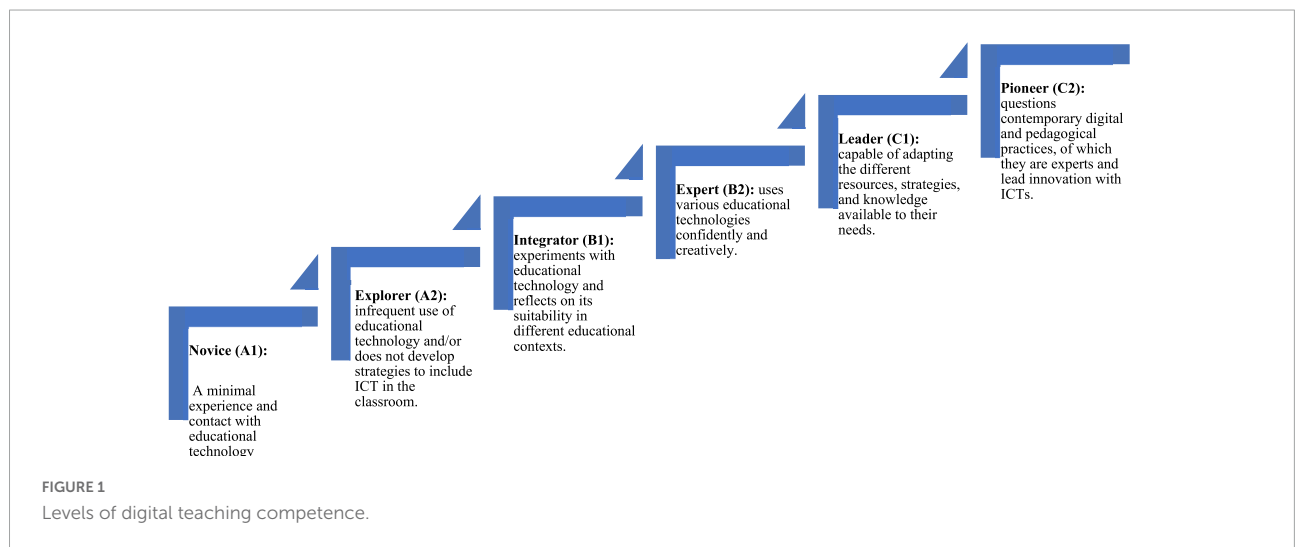 Novice (A1):
A minimal
experience and
contact with
educational
technology
Explorer (A2):
infrequent use of
educational
technology and/or
does not develop
strategies to include
ICT in the
classroom.
Integrator (B1):
experiments with
educational
technology and
reflects on its
suitability in
different educational
contexts.
Expert (B2): uses
various educational
technologies
confidently and
creatively.
Leader (C1):
capable of adapting
the different
resources, strategies,
and knowledge
available to their
needs.
Pioneer (C2):
questions
contemporary digital
and pedagogical
practices, of which
they are experts and
lead innovation with
ICTs.
FIGURE 1
Levels of digital teaching competence.